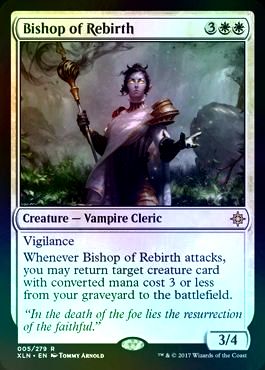 Bishop of Rebirth 3
Creature — Vampire Cleric
Vigilance
Whenever Bishop of Rebirth attacks,
you may return target creature card
with converted mana cost 3 or less
from your graveyard to the battlefield.
"In the death of the foe lies the resurrection
of the faithful."
3/4
005/279 R
XLN • EN TOMMY ARNOLD
™ & © 2017 Wizards of the Coast